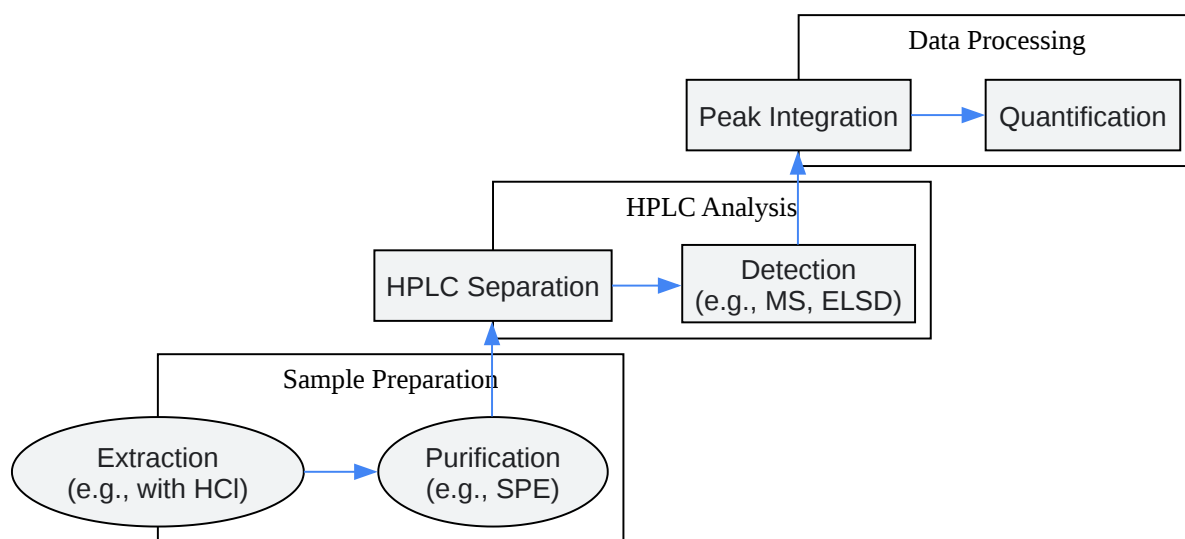 Data Processing
Peak Integration
Quantification
HPLC Analysis
HPLC Separation
Detection
(e.g., MS, ELSD)
Sample Preparation
Extraction
(e.g., with HCl)
Purification
(e.g., SPE)